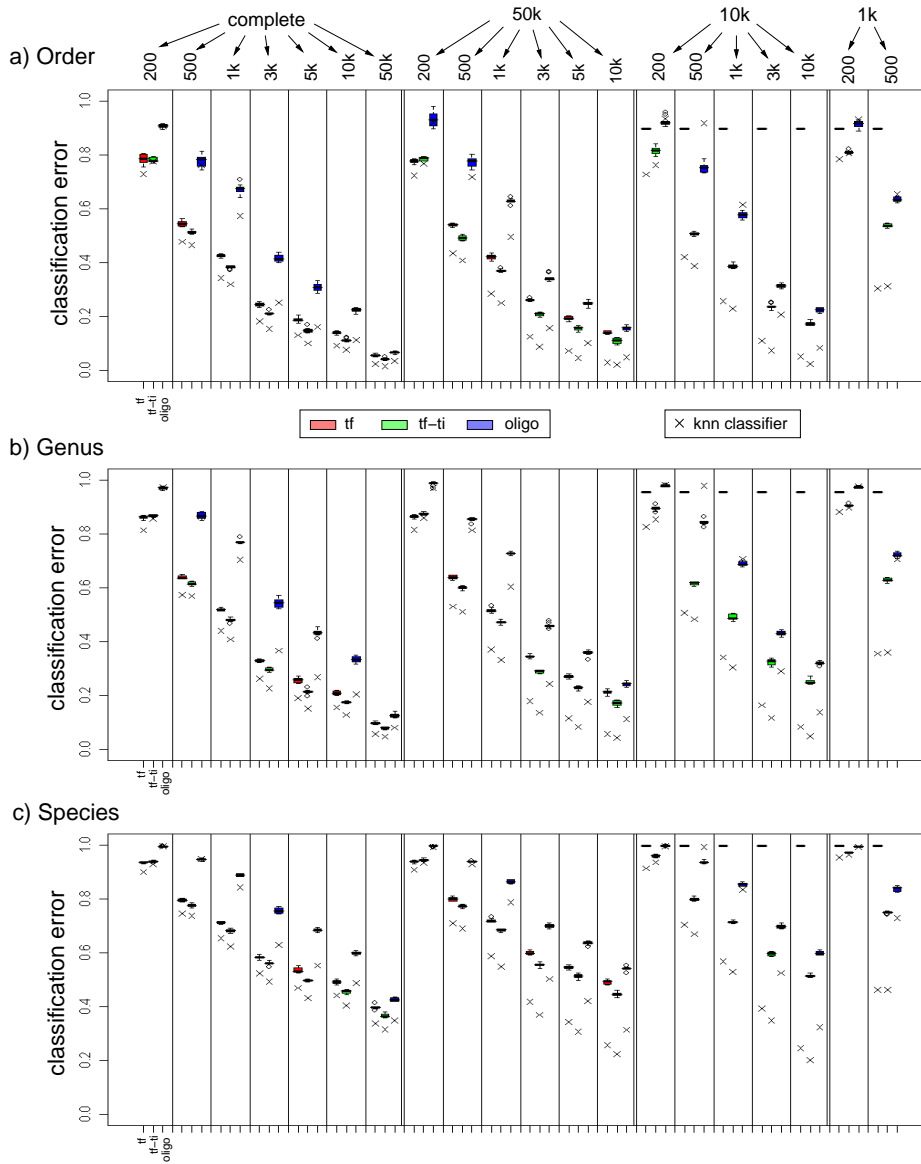 complete 50k 10k 1k
a) Order
200 500 1k 3k 5k 10k 50k 200 500 1k 3k 5k 10k 200 500 1k 3k 10k 200 500
classification error
1.0
0.8
0.6
0.4
0.2
0.0
tf tf-ti oligo
tf tf-ti oligo knn classifier
b) Genus
classification error
1.0
0.8
0.6
0.4
0.2
0.0
tf tf-ti oligo
c) Species
classification error
1.0
0.8
0.6
0.4
0.2
0.0
tf tf-ti oligo